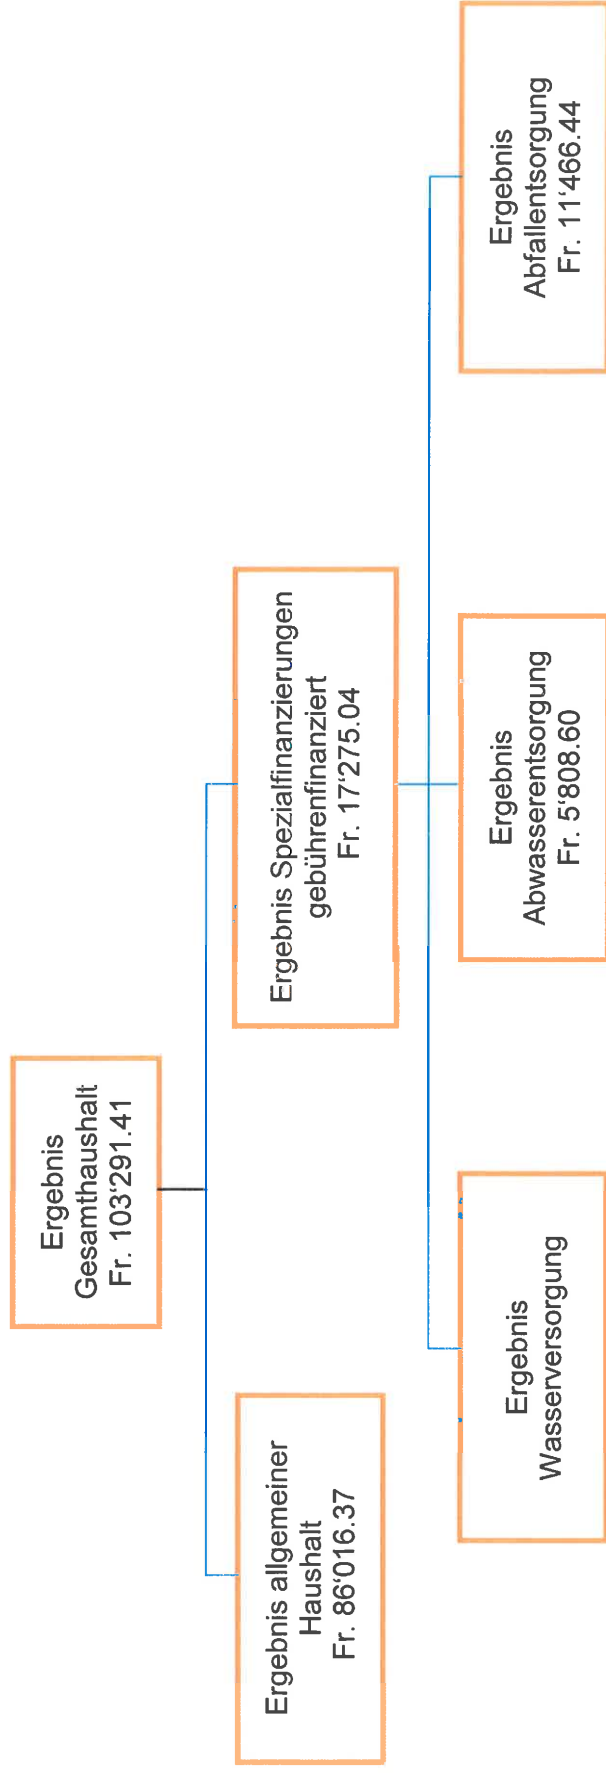 Ergebnis
Gesamthaushalt
Fr. 103'291.41
Ergebnis allgemeiner
Haushalt
Fr. 86'016.37
Ergebnis Spezialfinanzierungen
gebührenfinanziert
Fr. 17'275.04
Ergebnis
Wasserversorgung
Ergebnis
Abwasserentsorgung
Fr. 5'808.60
Ergebnis
Abfallentsorgung
Fr. 11'466.44